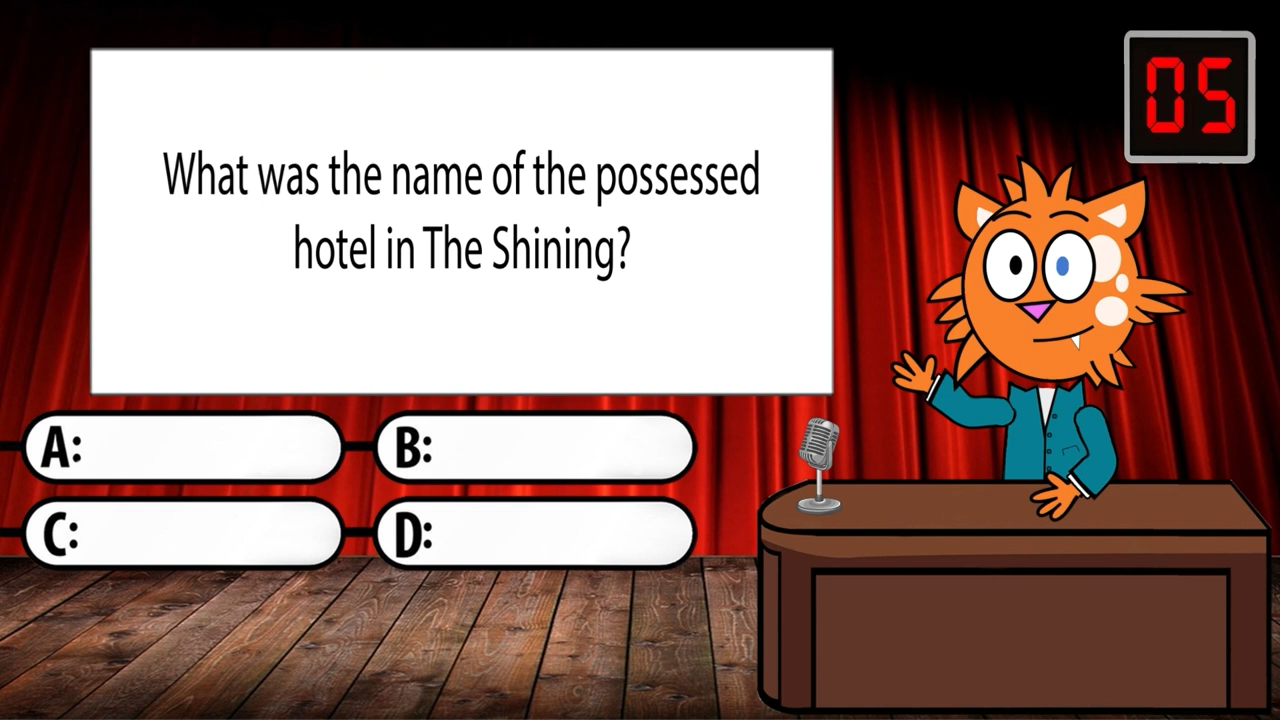 05
What was the name of the possessed
hotel in The Shining?
A:
B:
C:
D: